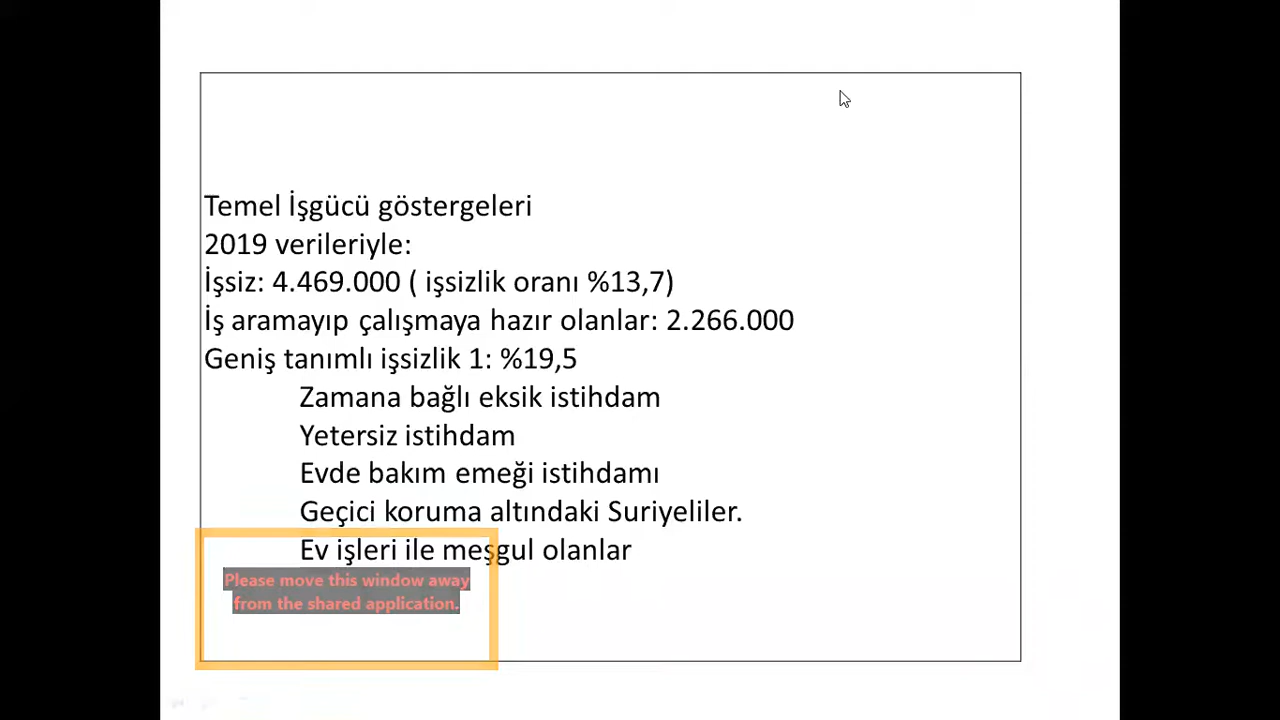 Temel İşgücü göstergeleri
2019 verileriyle:
İşsiz: 4.469.000 ( işsizlik oranı %13,7)
İş aramayıp çalışmaya hazır olanlar: 2.266.000
Geniş tanımlı işsizlik 1: %19,5
Zamana bağlı eksik istihdam
Yetersiz istihdam
Evde bakım emeği istihdamı
Geçici koruma altındaki Suriyeliler.
Ev işleri ile meşgul olanlar
Please move this window away
from the shared application.